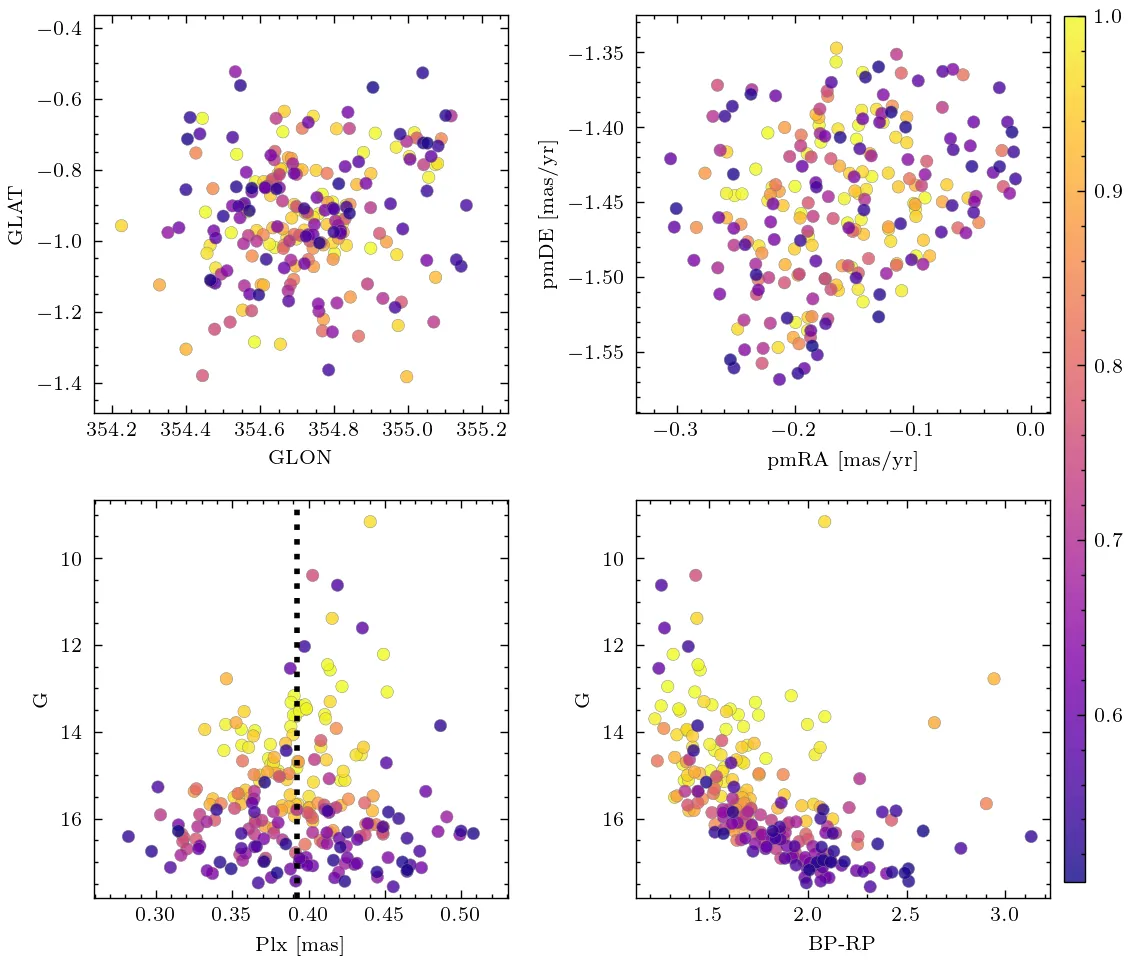 −0.4
−0.6
−0.8
−1.0
−1.2
−1.4
GLAT
354.2 354.4 354.6 354.8 355.0 355.2
GLON
−1.35
−1.40
−1.45
−1.50
−1.55
pmDE [mas/yr]
−0.3 −0.2 −0.1 0.0
pmRA [mas/yr]
1.0
0.9
0.8
0.7
0.6
10
12
14
16
G
0.30 0.35 0.40 0.45 0.50
Plx [mas]
10
12
14
16
G
1.5 2.0 2.5 3.0
BP-RP